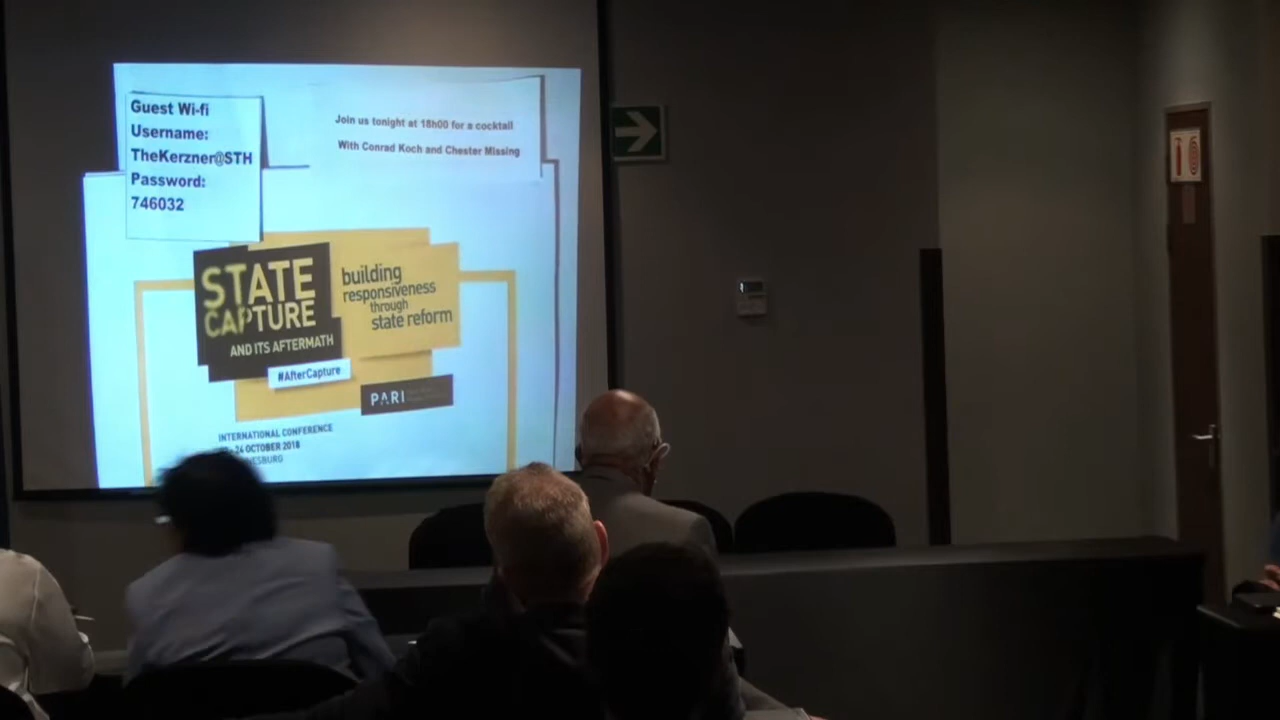 Guest Wi-fi
Username:
TheKerzner@STH
Password:
746032
Join us tonight at 18h00 for a cocktail
With Conrad Koch and Chester Missing
STATE
CAPTURE
AND ITS AFTERMATH
building
responsiveness
through
state reform
#AfterCapture
PARI
INTERNATIONAL CONFERENCE
24 OCTOBER 2018